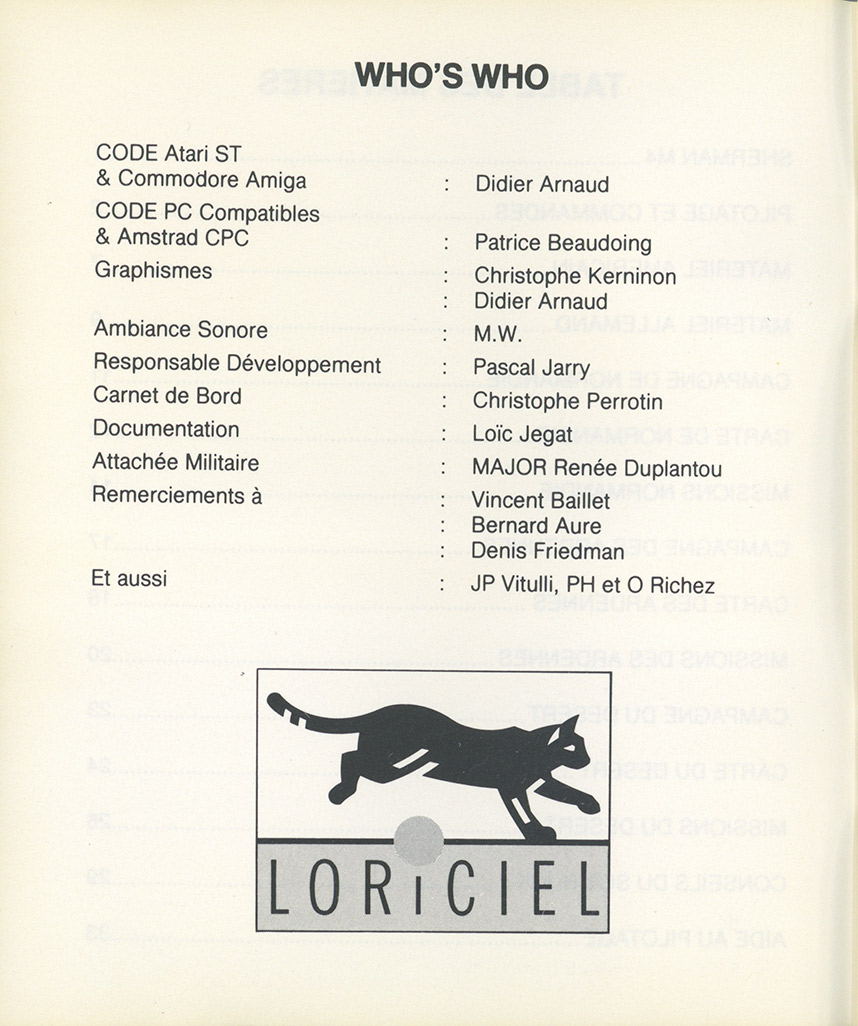 WHO'S WHO
CODE Atari ST
& Commodore Amiga : Didier Arnaud
CODE PC Compatibles
& Amstrad CPC : Patrice Beaudoing
Graphismes : Christophe Kerninon
: Didier Arnaud
Ambiance Sonore : M.W.
Responsable Développement : Pascal Jarry
Carnet de Bord : Christophe Perrotin
Documentation : Loïc Jegat
Attachée Militaire : MAJOR Renée Duplantou
Remerciements à : Vincent Baillet
: Bernard Aure
: Denis Friedman
Et aussi : JP Vitulli, PH et O Richez
LORiCIEL